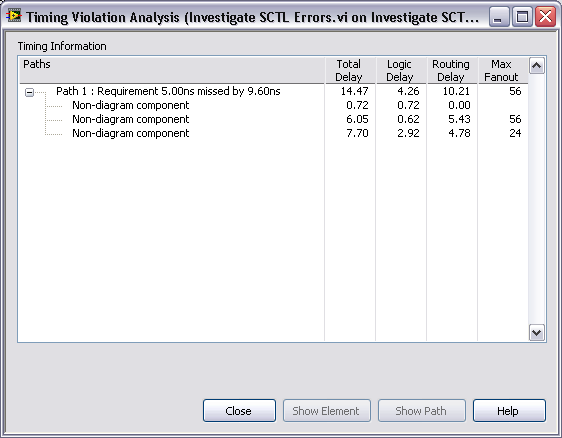 Timing Violation Analysis (Investigate SCTL Errors.vi on Investigate SCT...
Timing Information
Paths Total Delay Logic Delay Routing Delay Max Fanout
Path 1 : Requirement 5.00ns missed by 9.60ns 14.47 4.26 10.21 56
Non-diagram component 0.72 0.72 0.00
Non-diagram component 6.05 0.62 5.43 56
Non-diagram component 7.70 2.92 4.78 24
Close Show Element Show Path Help